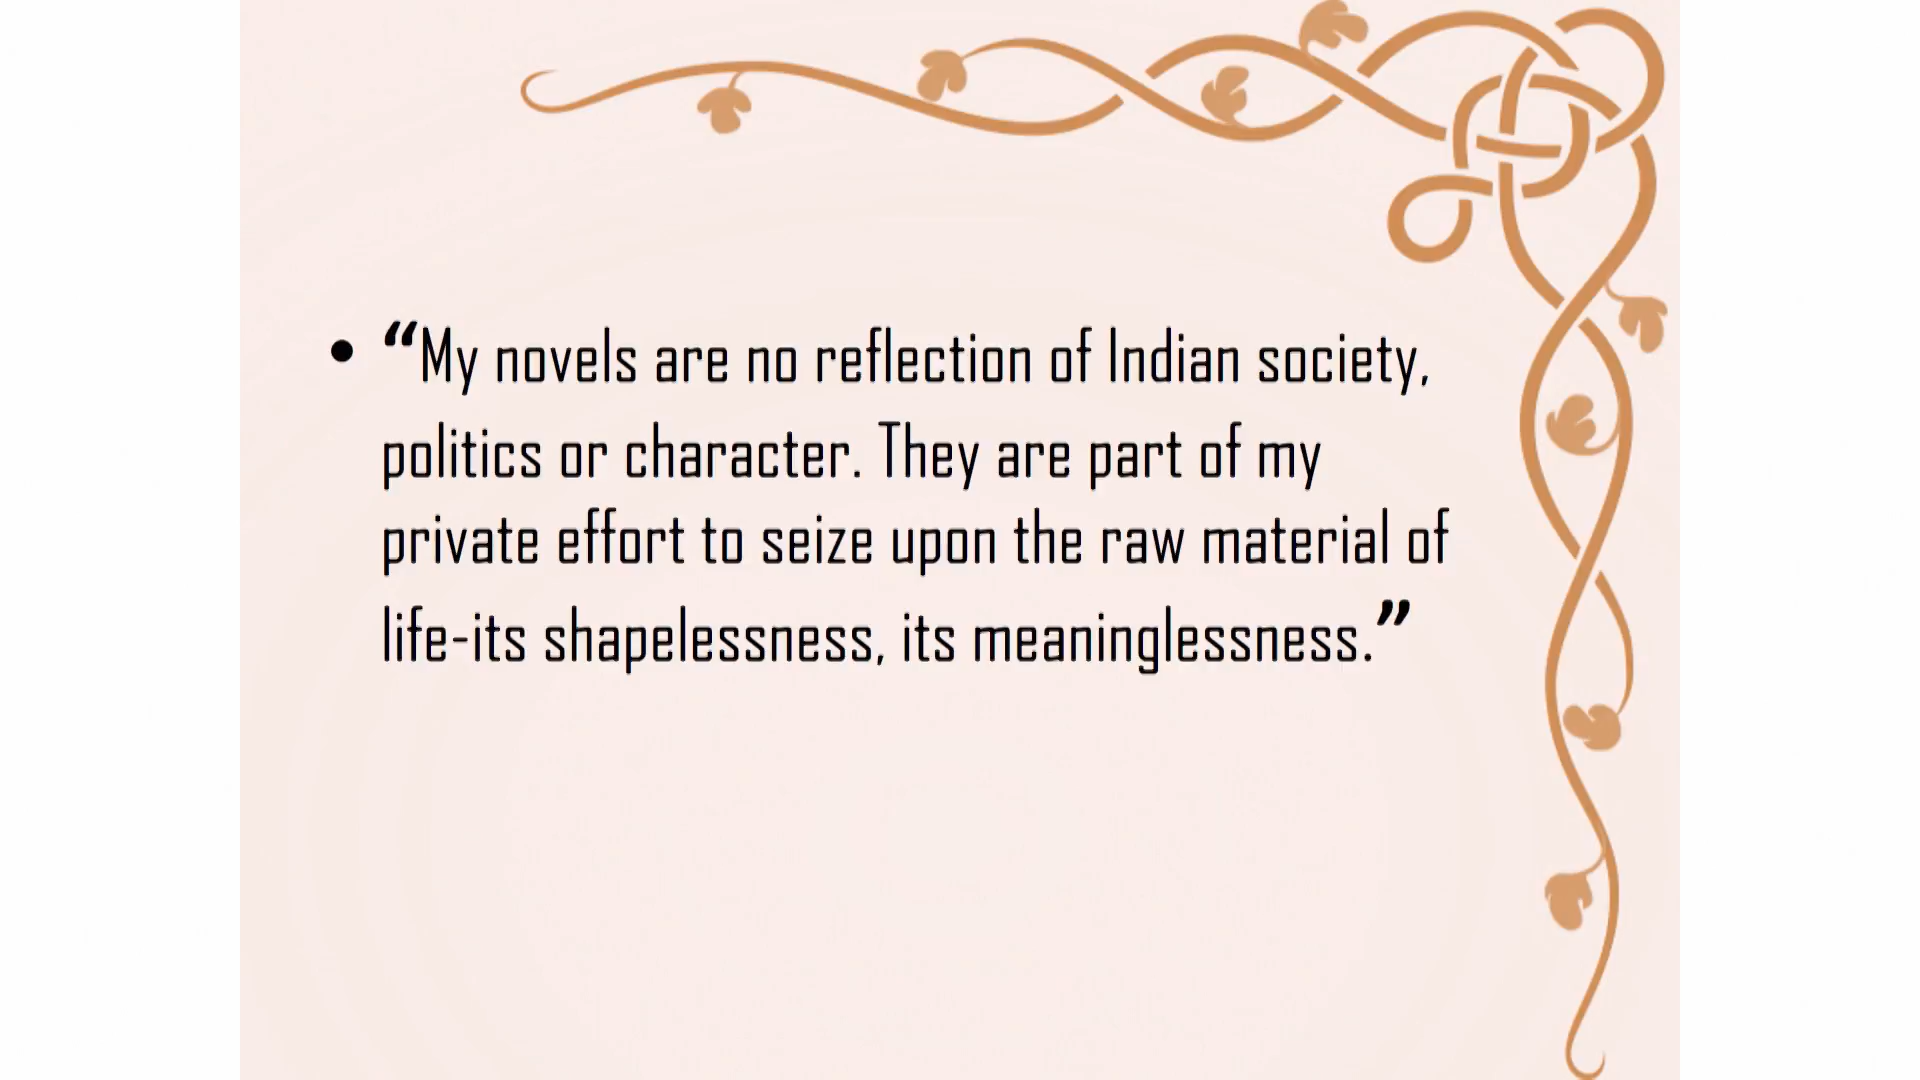 • “My novels are no reflection of Indian society,
politics or character. They are part of my
private effort to seize upon the raw material of
life-its shapelessness, its meaninglessness.”